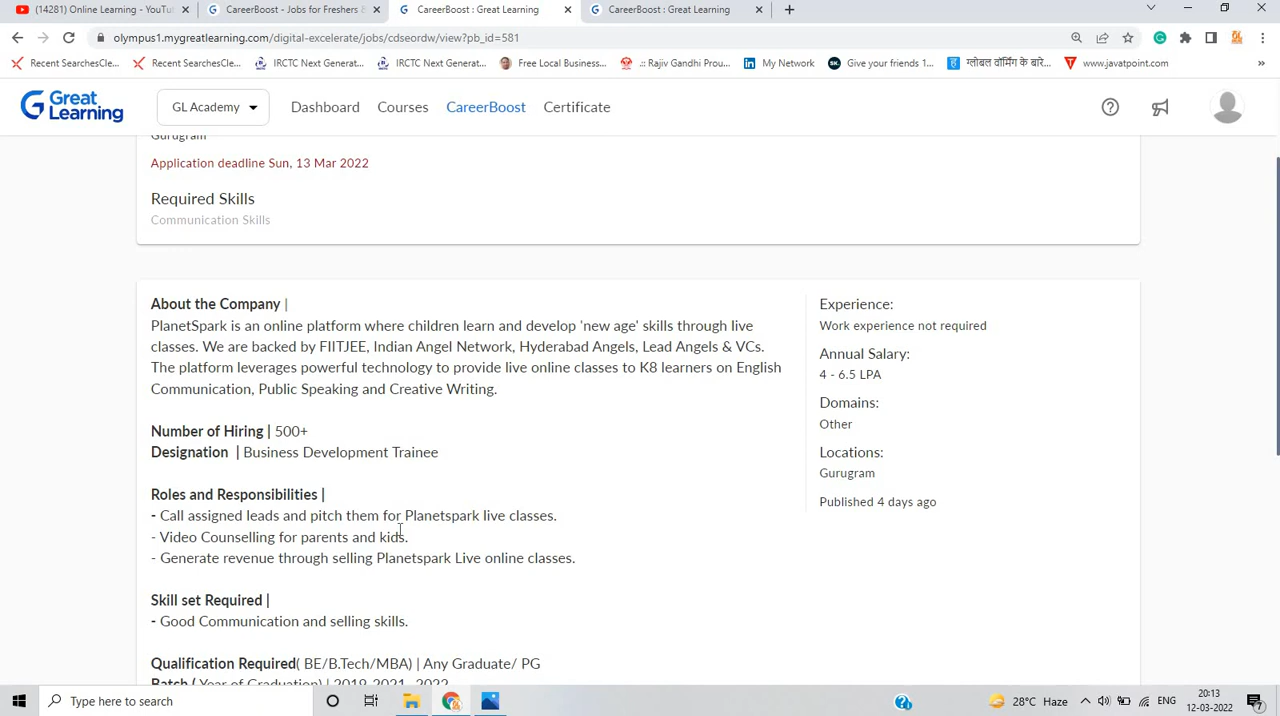 (14281) Online Learning - YouTu
CareerBoost - Jobs for Freshers &
CareerBoost : Great Learning
CareerBoost : Great Learning
olympus1.mygreatlearning.com/digital-excelerate/jobs/cdseordw/view?pb_id=581
Recent SearchesCle...
Recent SearchesCle...
IRCTC Next Generat...
IRCTC Next Generat...
Free Local Business...
.:: Rajiv Gandhi Prou...
My Network
Give your friends 1...
ग्लोबल वॉर्मिंग के बारे...
www.javatpoint.com
Great Learning
GL Academy
Dashboard
Courses
CareerBoost
Certificate
Gurugram
Application deadline Sun, 13 Mar 2022
Required Skills
Communication Skills
About the Company |
PlanetSpark is an online platform where children learn and develop 'new age' skills through live
classes. We are backed by FIITJEE, Indian Angel Network, Hyderabad Angels, Lead Angels & VCs.
The platform leverages powerful technology to provide live online classes to K8 learners on English
Communication, Public Speaking and Creative Writing.
Number of Hiring | 500+
Designation | Business Development Trainee
Roles and Responsibilities |
- Call assigned leads and pitch them for Planetspark live classes.
- Video Counselling for parents and kids.
- Generate revenue through selling Planetspark Live online classes.
Skill set Required |
- Good Communication and selling skills.
Qualification Required( BE/B.Tech/MBA) | Any Graduate/ PG
Batch ( Year of Graduation) | 2019, 2021, 2022
Experience:
Work experience not required
Annual Salary:
4 - 6.5 LPA
Domains:
Other
Locations:
Gurugram
Published 4 days ago
Type here to search
28°C Haze
ENG
20:13
12-03-2022